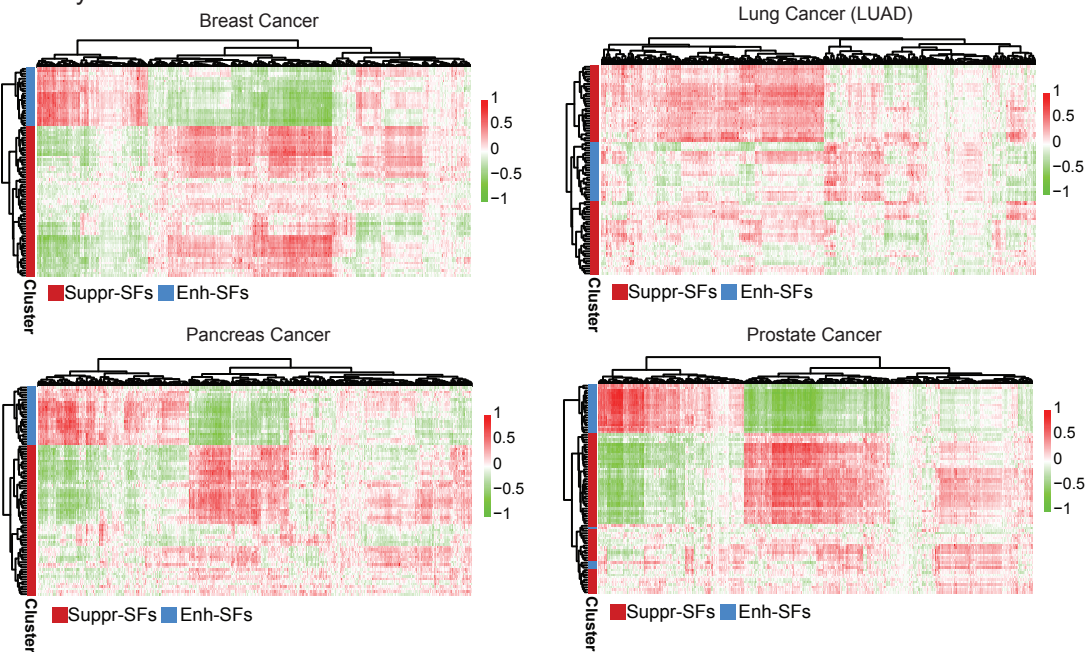 Breast Cancer
1
0.5
0
−0.5
−1
Cluster
Suppr-SFs Enh-SFs
Lung Cancer (LUAD)
1
0.5
0
−0.5
−1
Cluster
Suppr-SFs Enh-SFs
Pancreas Cancer
1
0.5
0
−0.5
−1
Cluster
Suppr-SFs Enh-SFs
Prostate Cancer
1
0.5
0
−0.5
−1
Cluster
Suppr-SFs Enh-SFs